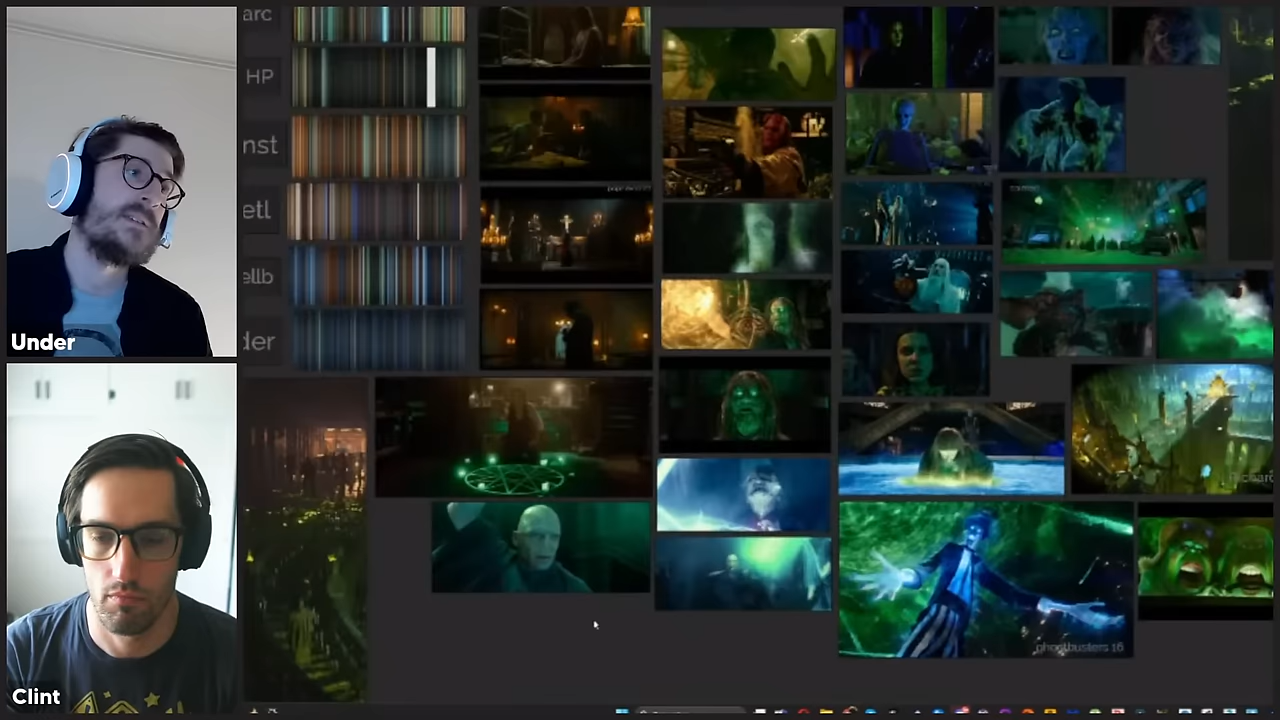 arc
HP
nst
etl
ellb
der
Under
Clint
ghostbusters 16